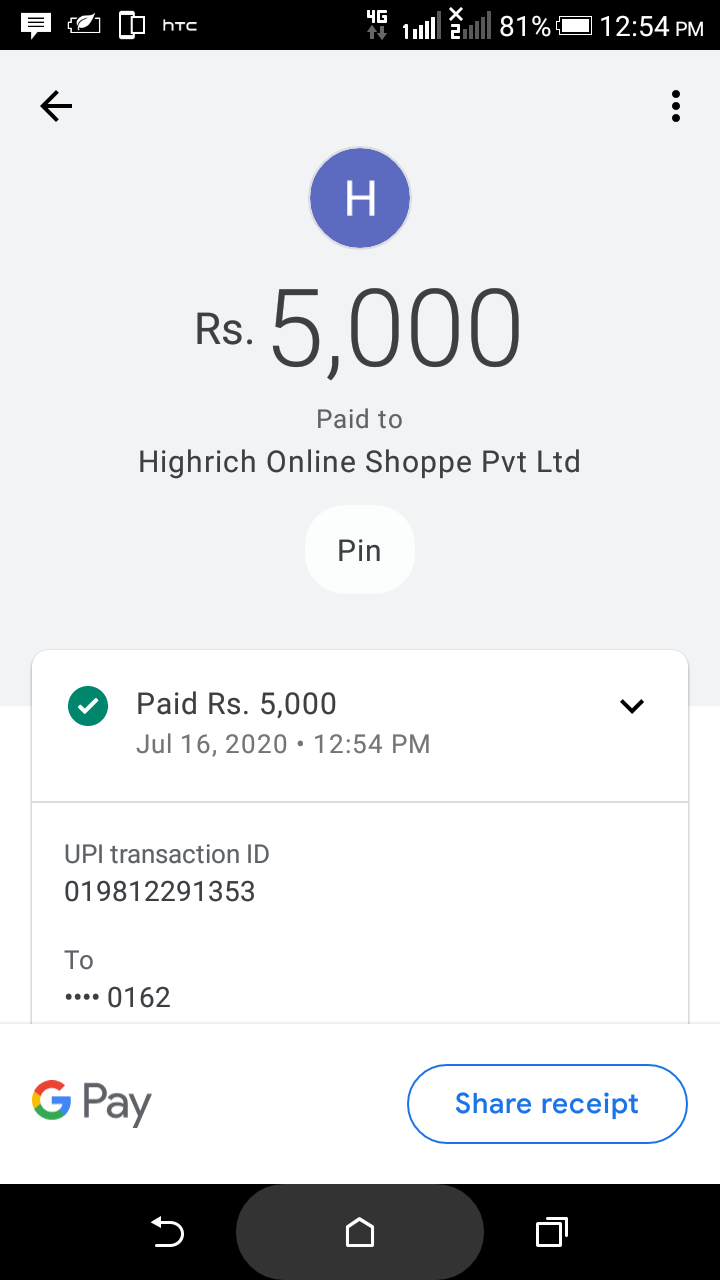 hTC 4G 1 2 81% 12:54 PM
H
Rs. 5,000
Paid to
Highrich Online Shoppe Pvt Ltd
Pin
Paid Rs. 5,000
Jul 16, 2020 • 12:54 PM
UPI transaction ID
019812291353
To
•••• 0162
G Pay
Share receipt